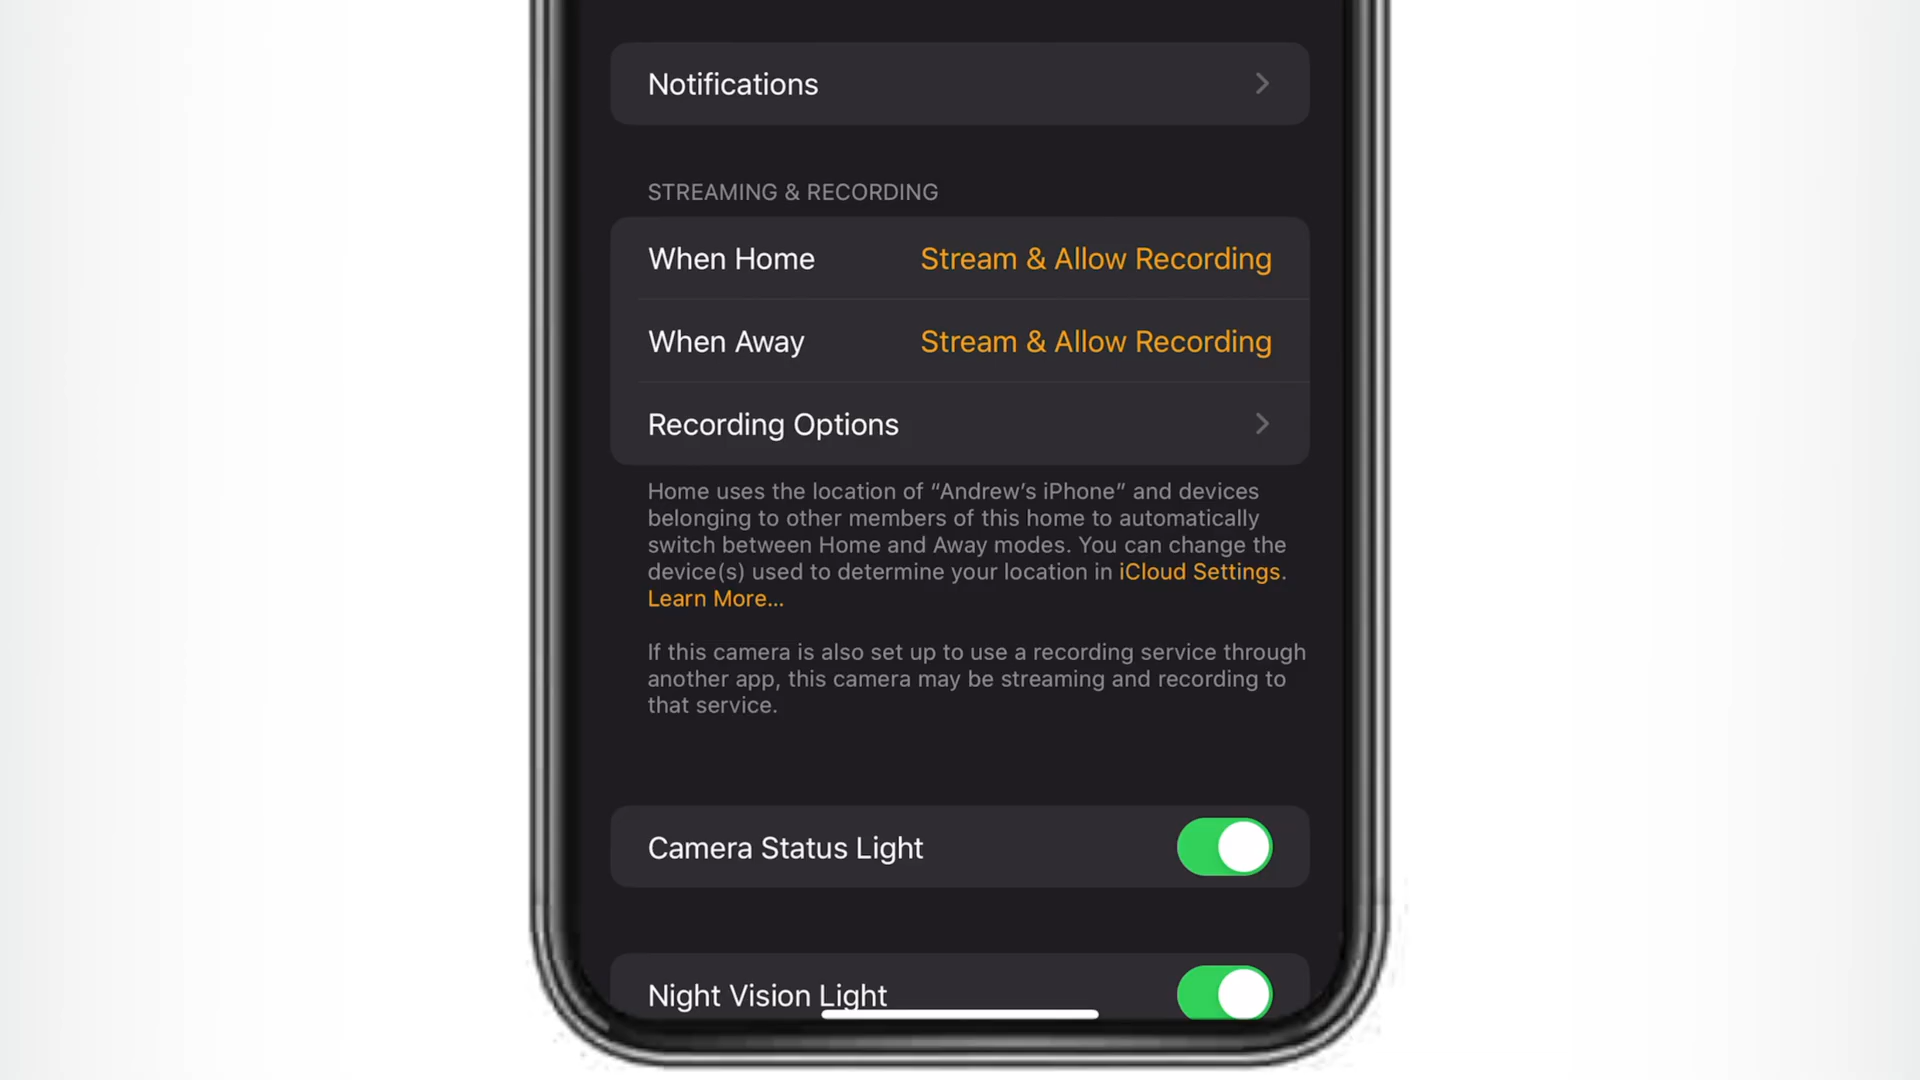 Notifications
STREAMING & RECORDING
When Home Stream & Allow Recording
When Away Stream & Allow Recording
Recording Options
Home uses the location of “Andrew’s iPhone” and devices
belonging to other members of this home to automatically
switch between Home and Away modes. You can change the
device(s) used to determine your location in iCloud Settings.
Learn More...
If this camera is also set up to use a recording service through
another app, this camera may be streaming and recording to
that service.
Camera Status Light
Night Vision Light